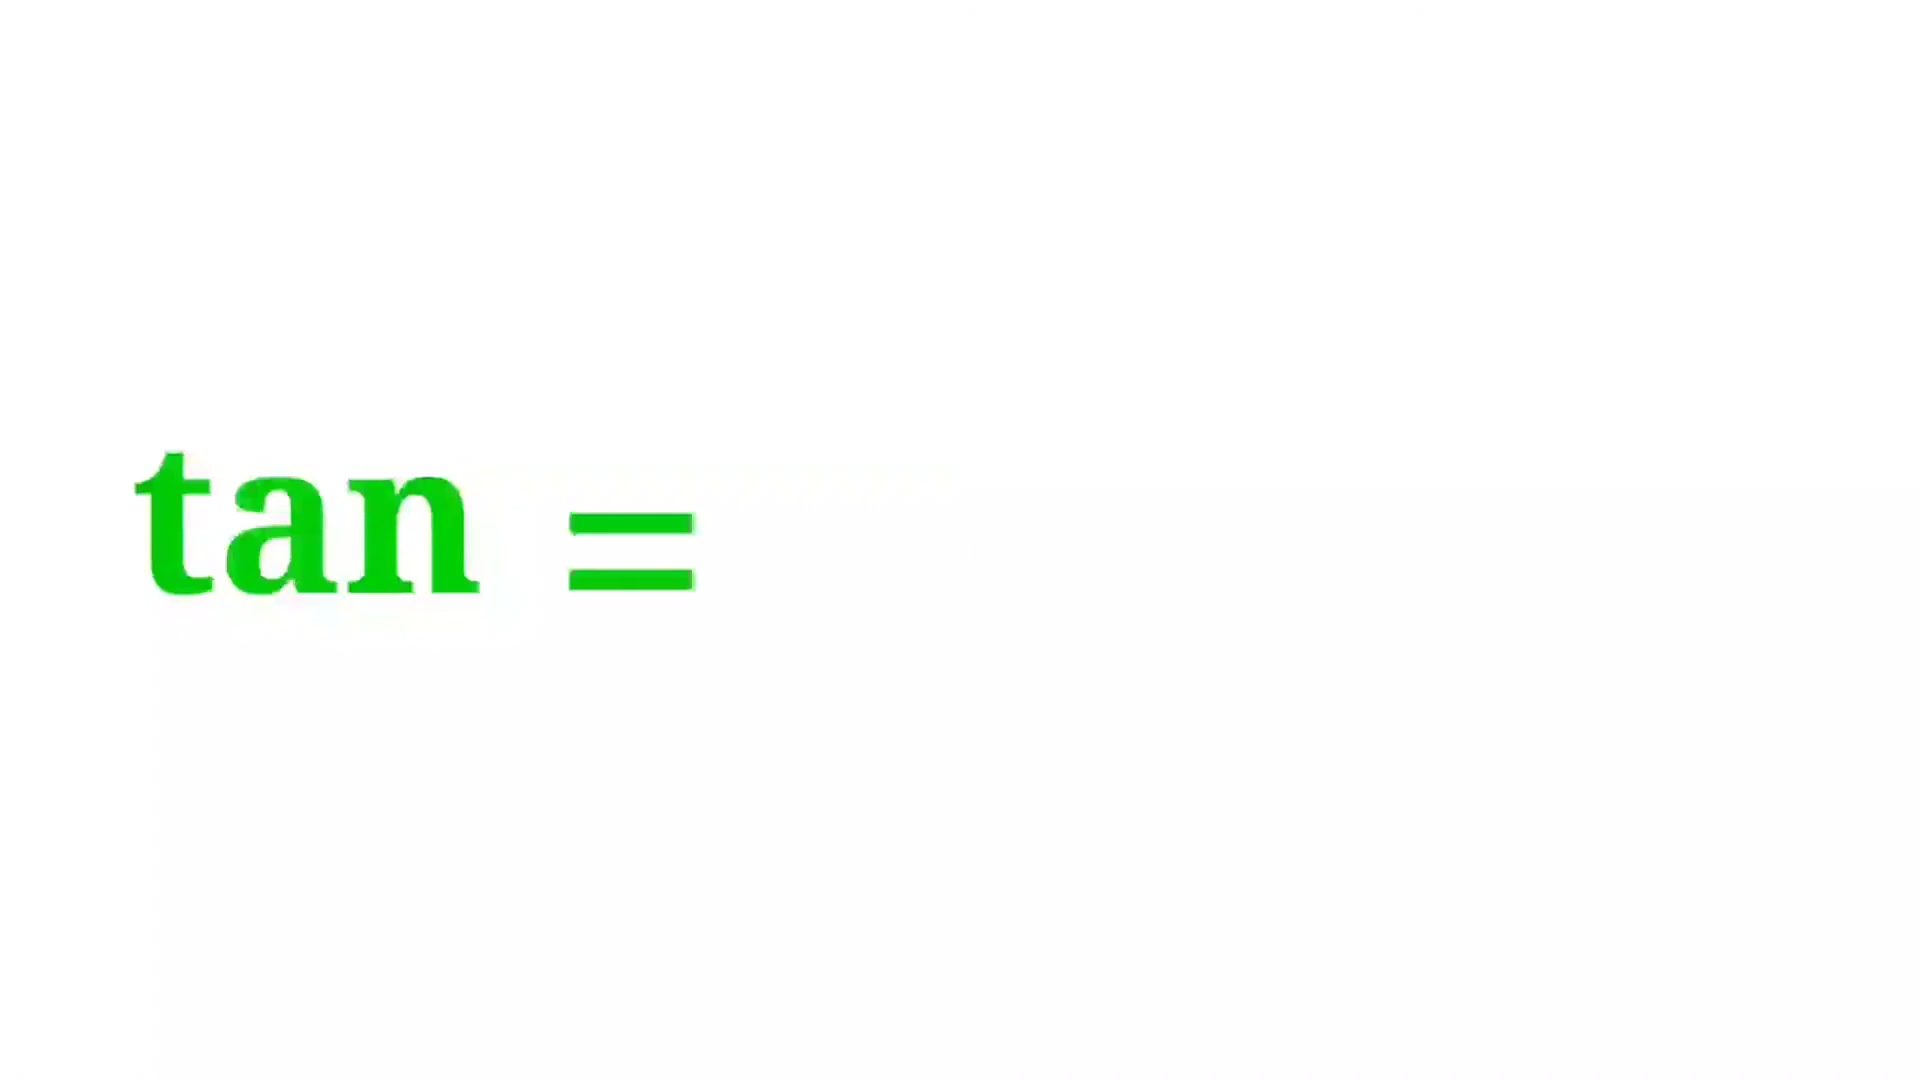 tan =